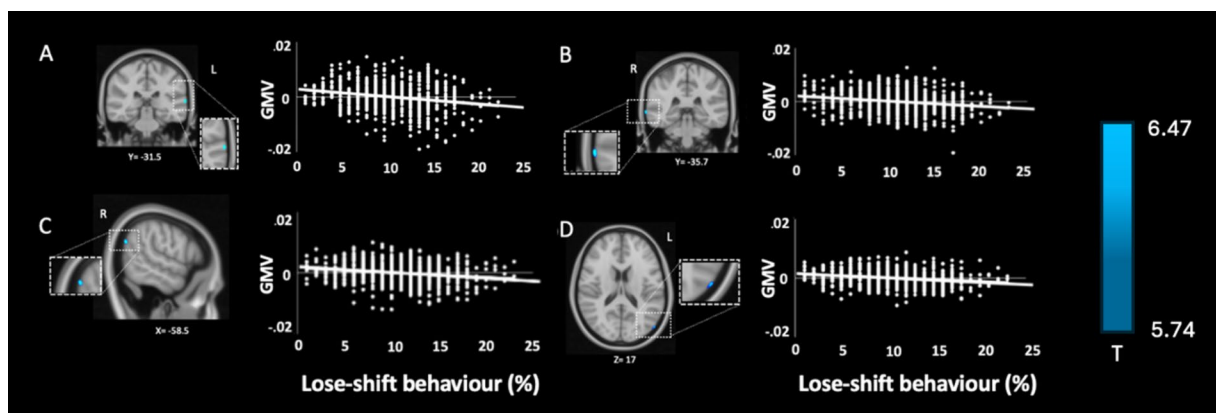 A
L
Y= -31.5
GMV
.02
0
-.02
0 5 10 15 20 25
B
R
Y= -35.7
GMV
.02
0
-.02
0 5 10 15 20 25
C
R
X= -58.5
GMV
.02
0
-.02
0 5 10 15 20 25
Lose-shift behaviour (%)
D
L
Z= 17
GMV
.02
0
-.02
0 5 10 15 20 25
Lose-shift behaviour (%)
6.47
5.74
T